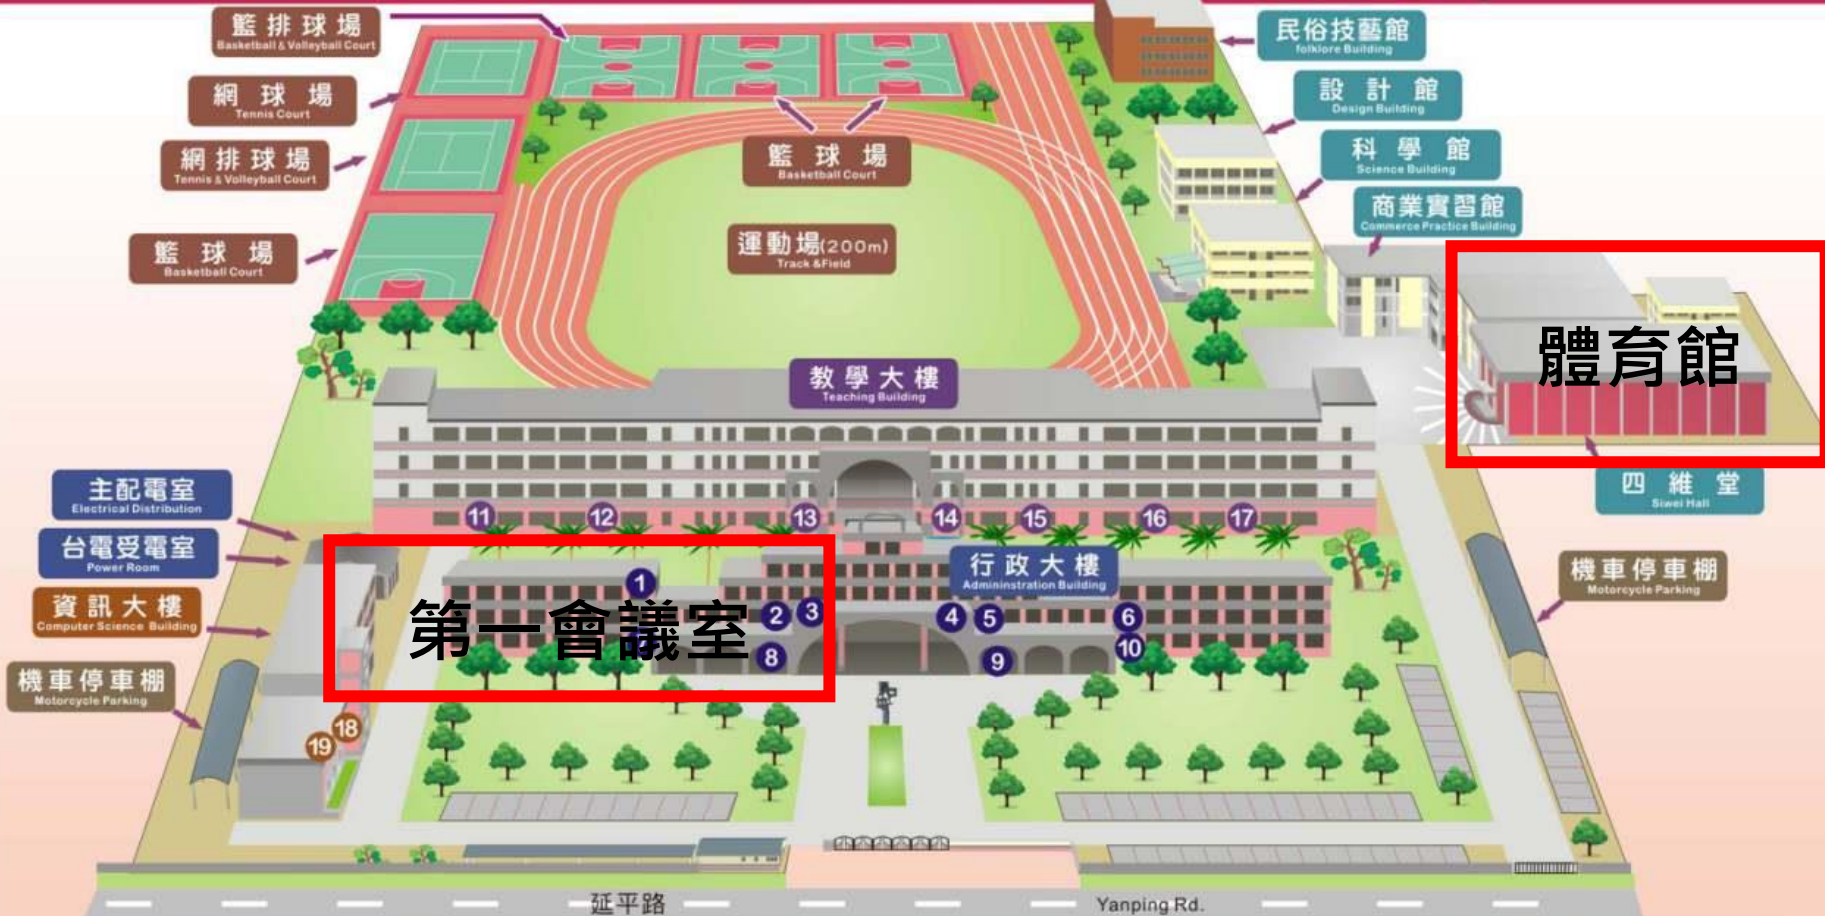 籃排球場
Basketball & Volleyball Court
網球場
Tennis Court
網排球場
Tennis & Volleyball Court
籃球場
Basketball Court
籃球場
Basketball Court
運動場(200m)
Track &Field
民俗技藝館
folklore Building
設計館
Design Building
科學館
Science Building
商業實習館
Commerce Practice Building
體育館
四維堂
Siwei Hall
教學大樓
Teaching Building
11 12 13 14 15 16 17
主配電室
Electrical Distribution
台電受電室
Power Room
資訊大樓
Computer Science Building
機車停車棚
Motorcycle Parking
行政大樓
Admininstration Building
機車停車棚
Motorcycle Parking
第一會議室
1 2 3 4 5 6
8 9 10
18
19
延平路 Yanping Rd.